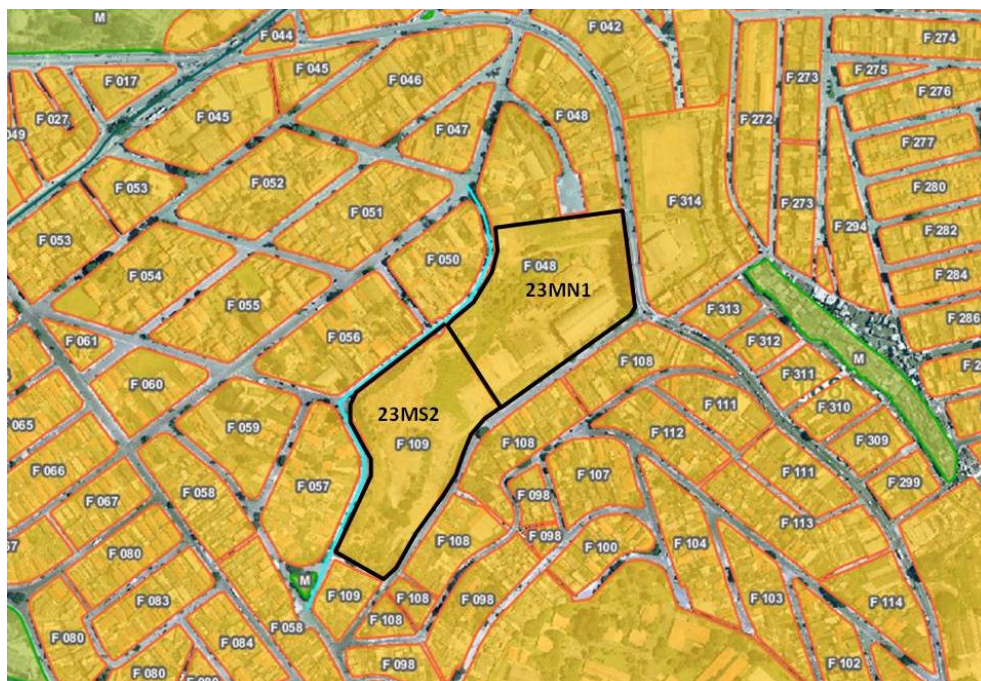 M
F 044
F 042
F 274
F 017
F 045
F 046
F 273
F 275
F 027
F 045
F 048
F 276
F 272
049
F 047
F 277
F 053
F 052
F 280
F 314
F 051
F 273
F 294
F 282
F 053
F 050
F 048
F 284
F 054
23MN1
F 055
F 313
F 286
F 061
F 056
F 312
M
F 108
F 2
F 060
F 311
23MS2
F 111
F 310
065
F 059
F 109
F 108
F 112
F 309
F 066
F 107
F 111
F 299
F 067
F 058
F 057
F 098
F 113
F 080
F 108
F 098
F 100
F 104
M
F 083
F 109
F 108
F 098
F 103
F 114
F 080
F 084
F 058
F 108
F 098
F 102
F 080